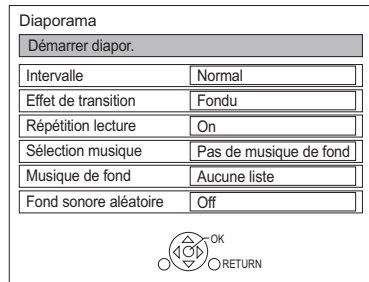 Diaporama
Démarrer diapor.
Intervalle Normal
Effet de transition Fondu
Répétition lecture On
Sélection musique Pas de musique de fond
Musique de fond Aucune liste
Fond sonore aléatoire Off
OK
RETURN